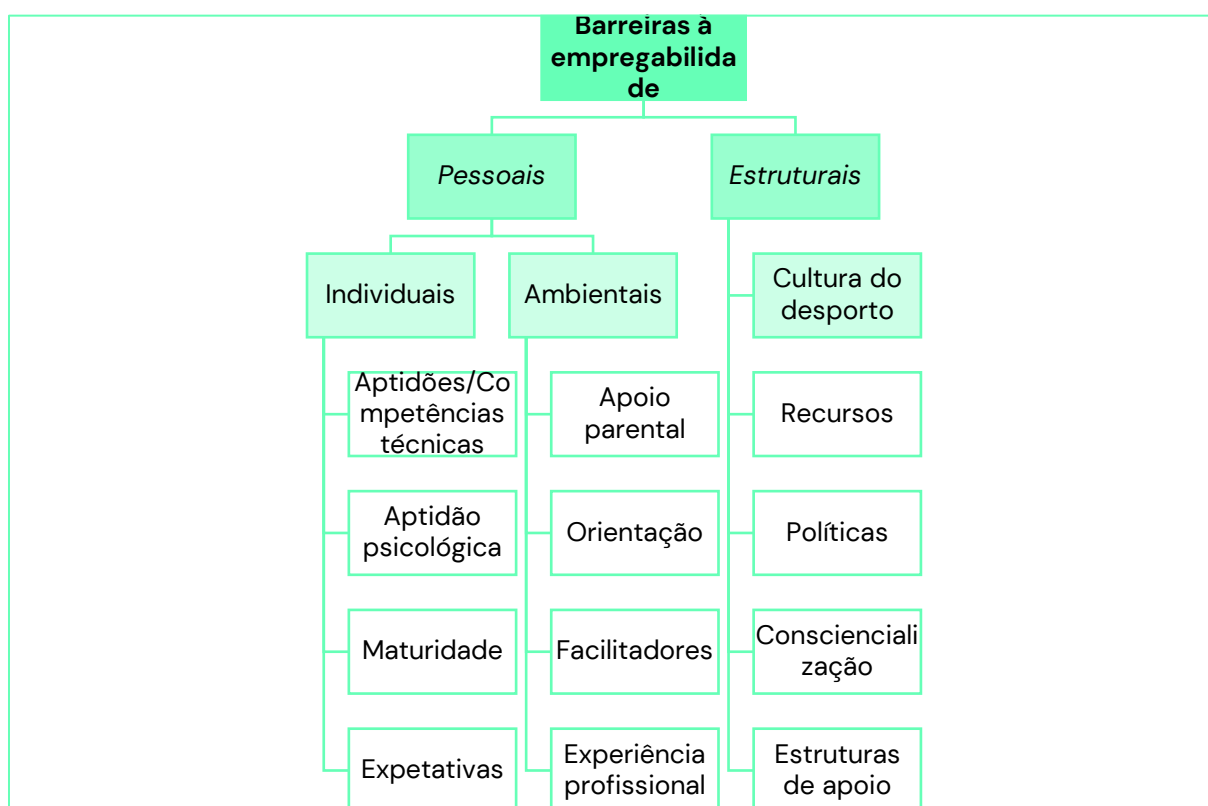 Barreiras à
empregabilida
de
Pessoais
Estruturais
Individuais
Ambientais
Cultura do
desporto
Aptidões/Co
mpetências
técnicas
Apoio
parental
Recursos
Aptidão
psicológica
Orientação
Políticas
Maturidade
Facilitadores
Conscienciali
zação
Expetativas
Experiência
profissional
Estruturas
de apoio